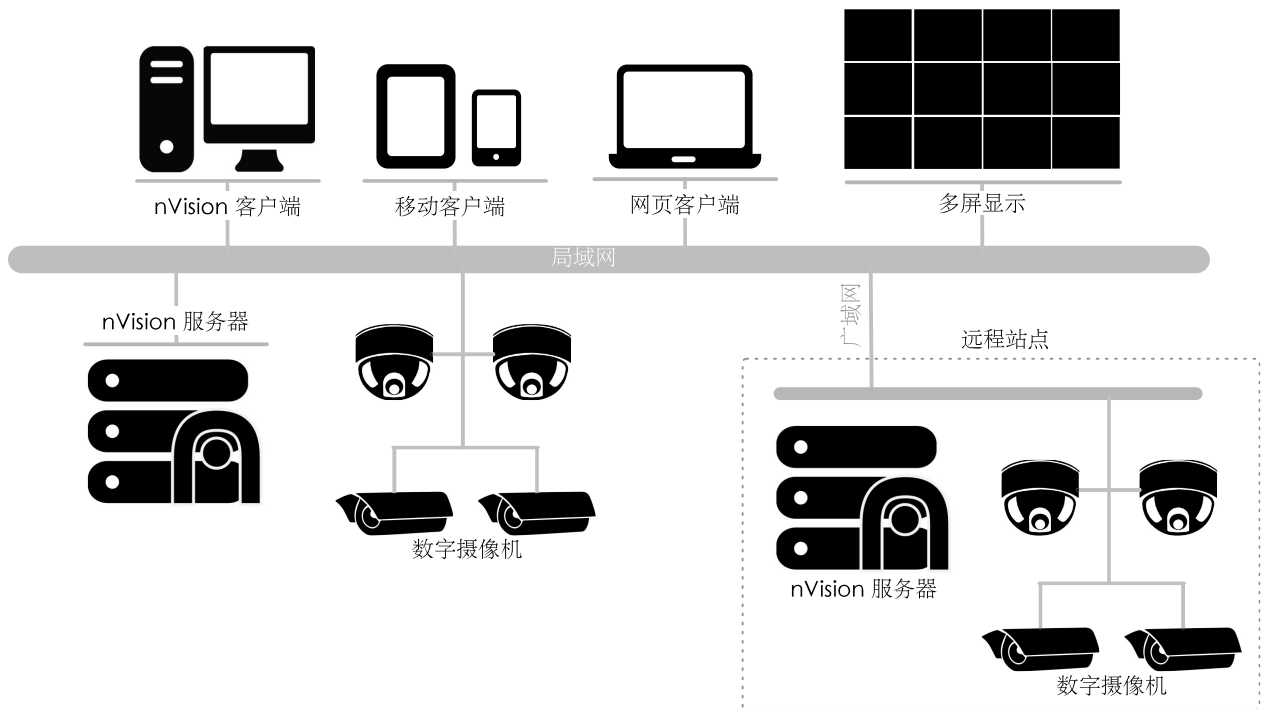 nVision 客户端
移动客户端
网页客户端
多屏显示
局域网
nVision 服务器
广域网
远程站点
数字摄像机
nVision 服务器
数字摄像机